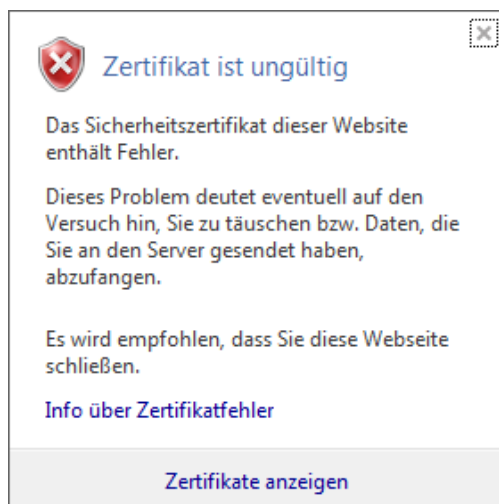 Zertifikat ist ungültig
Das Sicherheitszertifikat dieser Website
enthält Fehler.
Dieses Problem deutet eventuell auf den
Versuch hin, Sie zu täuschen bzw. Daten, die
Sie an den Server gesendet haben,
abzufangen.
Es wird empfohlen, dass Sie diese Webseite
schließen.
Info über Zertifikatfehler
Zertifikate anzeigen